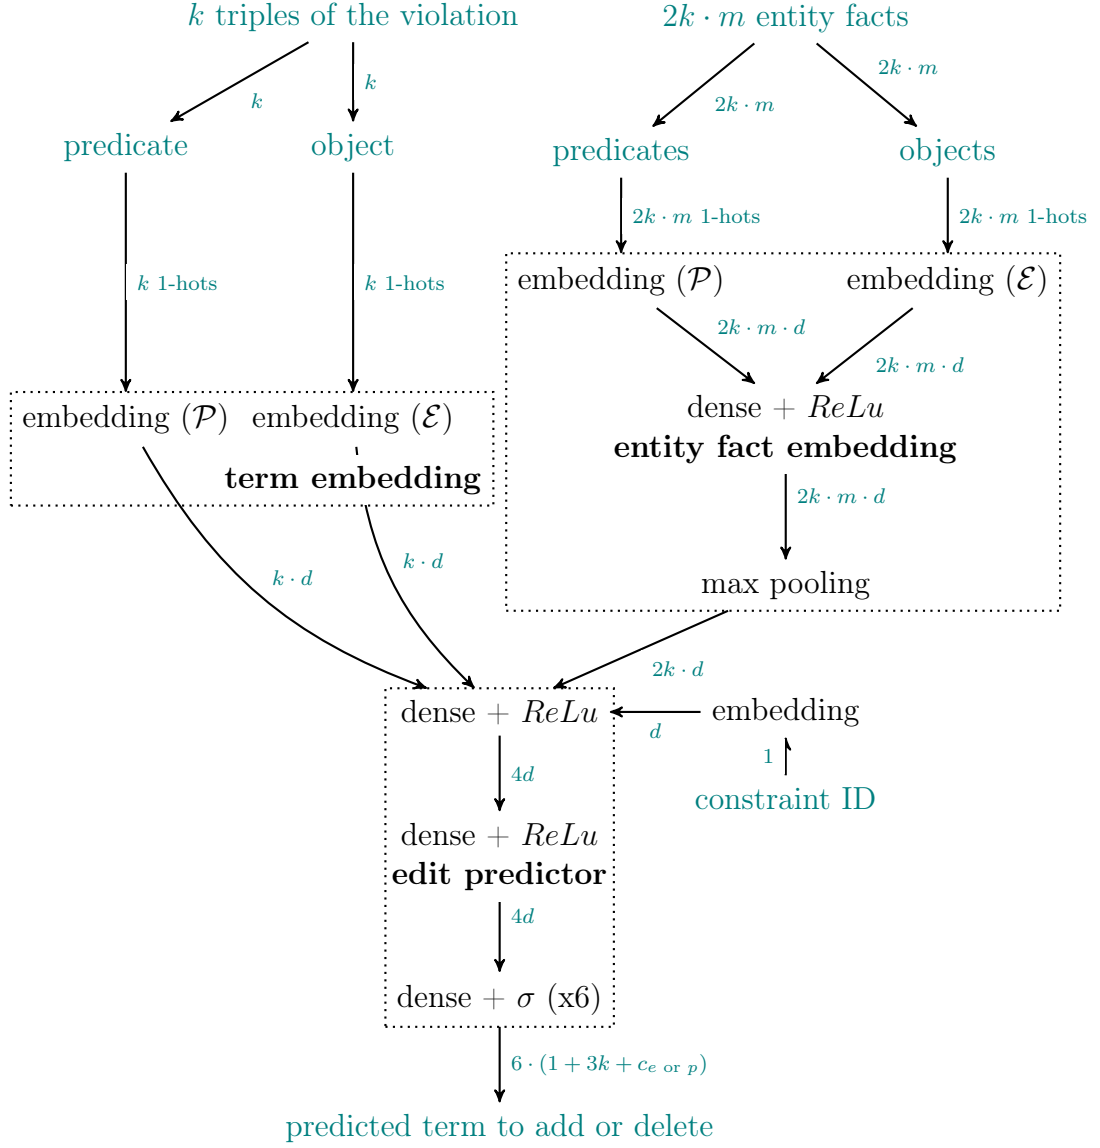 k triples of the violation
2k · m entity facts
k
k
2k · m
2k · m
predicate
object
predicates
objects
2k · m 1-hots
2k · m 1-hots
k 1-hots
k 1-hots
embedding (𝒫)
embedding (ℰ)
2k · m · d
2k · m · d
embedding (𝒫)
embedding (ℰ)
term embedding
dense + ReLu
entity fact embedding
2k · m · d
k · d
k · d
max pooling
2k · d
dense + ReLu
embedding
d
1
constraint ID
4d
dense + ReLu
edit predictor
4d
dense + σ (x6)
6 · (1 + 3k + c_{e or p})
predicted term to add or delete